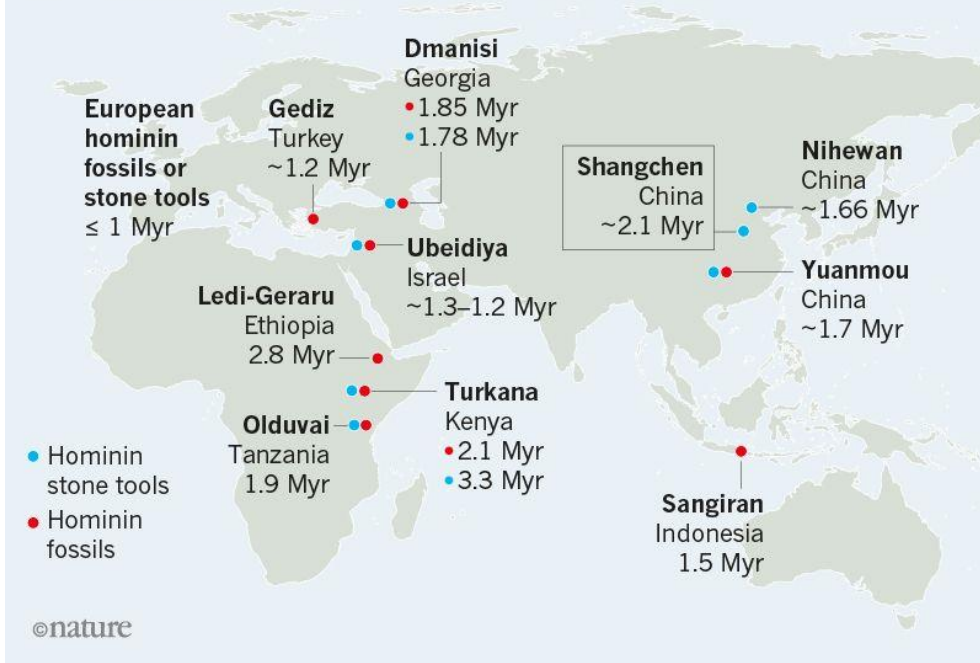 European
hominin
fossils or
stone tools
≤ 1 Myr
Gediz
Turkey
~1.2 Myr
Dmanisi
Georgia
1.85 Myr
1.78 Myr
Shangchen
China
~2.1 Myr
Nihewan
China
~1.66 Myr
Ubeidiya
Israel
~1.3–1.2 Myr
Yuanmou
China
~1.7 Myr
Ledi-Geraru
Ethiopia
2.8 Myr
Turkana
Kenya
2.1 Myr
3.3 Myr
Olduvai
Tanzania
1.9 Myr
Hominin
stone tools
Hominin
fossils
Sangiran
Indonesia
1.5 Myr
©nature